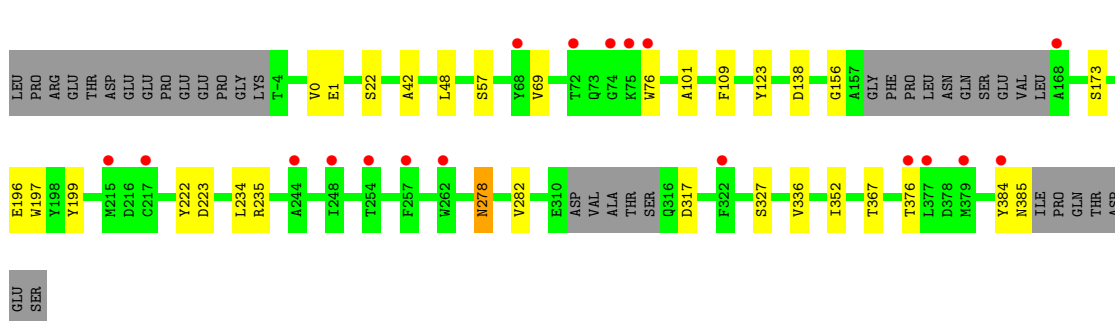 LEU PRO ARG GLU THR ASP GLU GLU PRO GLU GLU PRO GLY LYS T-4 V0 E1 S22 A42 L48 S57 Y68 V69 T72 Q73 G74 K75 W76 A101 F109 Y123 D138 G156 A157 GLY PHE PRO LEU ASN GLN SER GLU VAL LEU A168 S173
E196 W197 Y198 Y199 M215 D216 C217 Y222 D223 L234 R235 A244 I248 T254 F257 W262 N278 V282 E310 ASP VAL ALA THR SER Q316 D317 F322 S327 V336 I352 T367 T376 L377 D378 M379 Y384 N385 ILE PRO GLN THR ASP
GLU SER